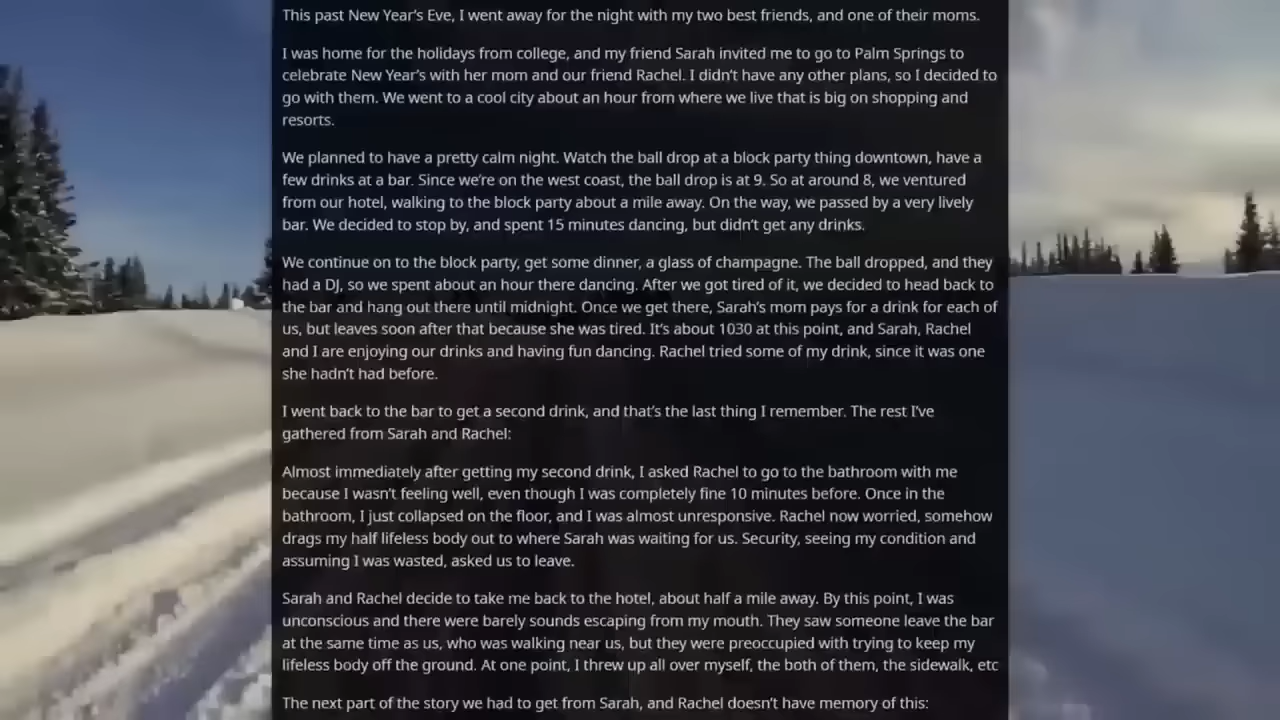 This past New Year’s Eve, I went away for the night with my two best friends, and one of their moms.
I was home for the holidays from college, and my friend Sarah invited me to go to Palm Springs to
celebrate New Year’s with her mom and our friend Rachel. I didn’t have any other plans, so I decided to
go with them. We went to a cool city about an hour from where we live that is big on shopping and
resorts.
We planned to have a pretty calm night. Watch the ball drop at a block party thing downtown, have a
few drinks at a bar. Since we’re on the west coast, the ball drop is at 9. So at around 8, we ventured
from our hotel, walking to the block party about a mile away. On the way, we passed by a very lively
bar. We decided to stop by, and spent 15 minutes dancing, but didn’t get any drinks.
We continue on to the block party, get some dinner, a glass of champagne. The ball dropped, and they
had a DJ, so we spent about an hour there dancing. After we got tired of it, we decided to head back to
the bar and hang out there until midnight. Once we get there, Sarah’s mom pays for a drink for each of
us, but leaves soon after that because she was tired. It’s about 1030 at this point, and Sarah, Rachel
and I are enjoying our drinks and having fun dancing. Rachel tried some of my drink, since it was one
she hadn’t had before.
I went back to the bar to get a second drink, and that’s the last thing I remember. The rest I’ve
gathered from Sarah and Rachel:
Almost immediately after getting my second drink, I asked Rachel to go to the bathroom with me
because I wasn’t feeling well, even though I was completely fine 10 minutes before. Once in the
bathroom, I just collapsed on the floor, and I was almost unresponsive. Rachel now worried, somehow
drags my half lifeless body out to where Sarah was waiting for us. Security, seeing my condition and
assuming I was wasted, asked us to leave.
Sarah and Rachel decide to take me back to the hotel, about half a mile away. By this point, I was
unconscious and there were barely sounds escaping from my mouth. They saw someone leave the bar
at the same time as us, who was walking near us, but they were preoccupied with trying to keep my
lifeless body off the ground. At one point, I threw up all over myself, the both of them, the sidewalk, etc
The next part of the story we had to get from Sarah, and Rachel doesn’t have memory of this: